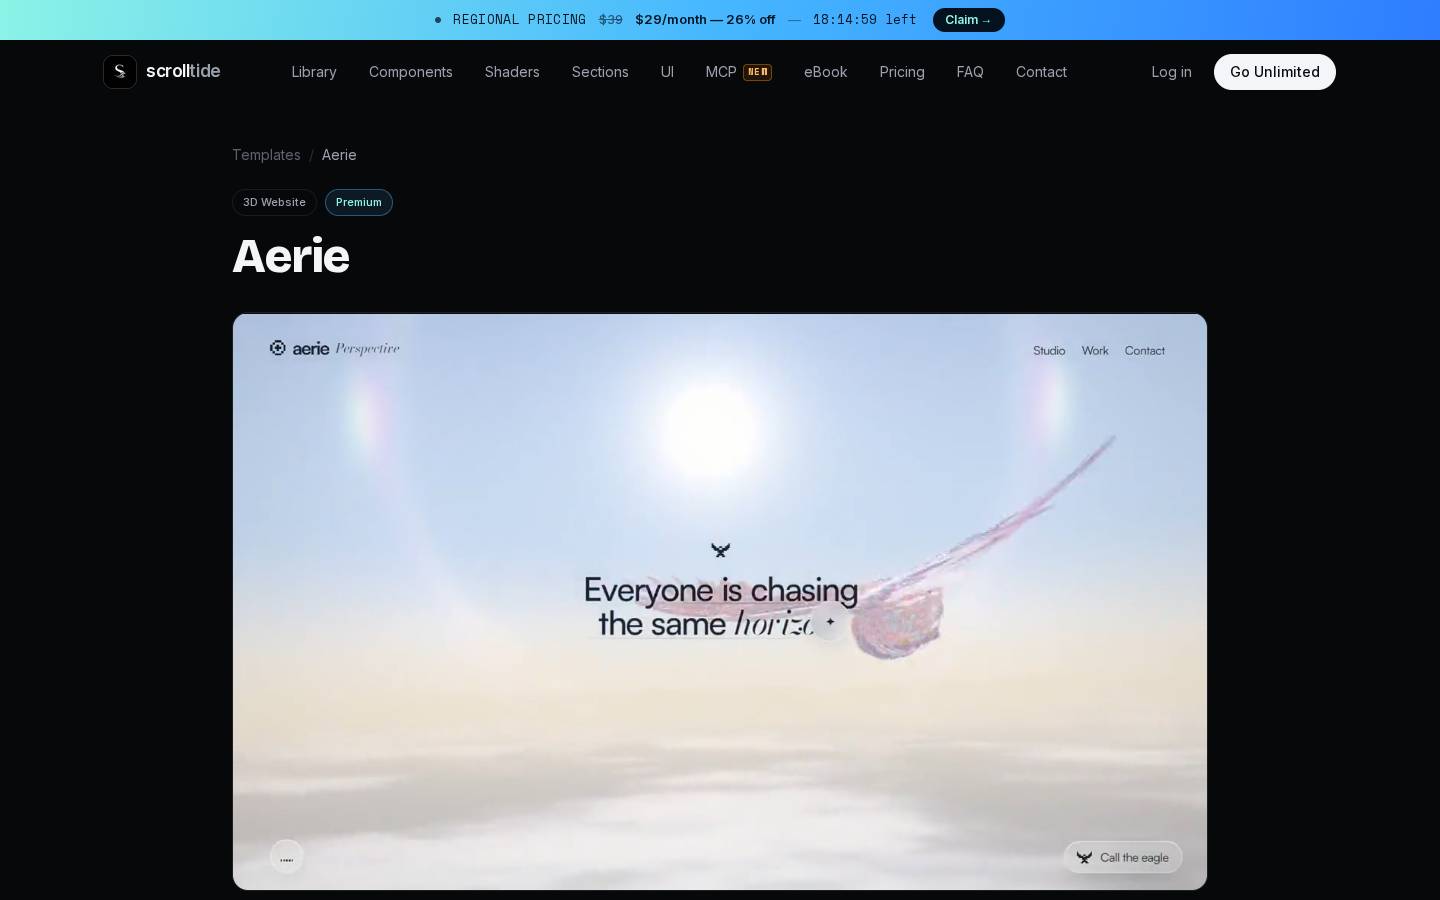 REGIONAL PRICING $39 $29/month — 26% off — 18:14:59 left Claim →
scrolltide Library Components Shaders Sections UI MCP NEW eBook Pricing FAQ Contact Log in Go Unlimited
Templates / Aerie
3D Website Premium
Aerie
aerie Perspective Studio Work Contact
Everyone is chasing
the same horizo
Call the eagle